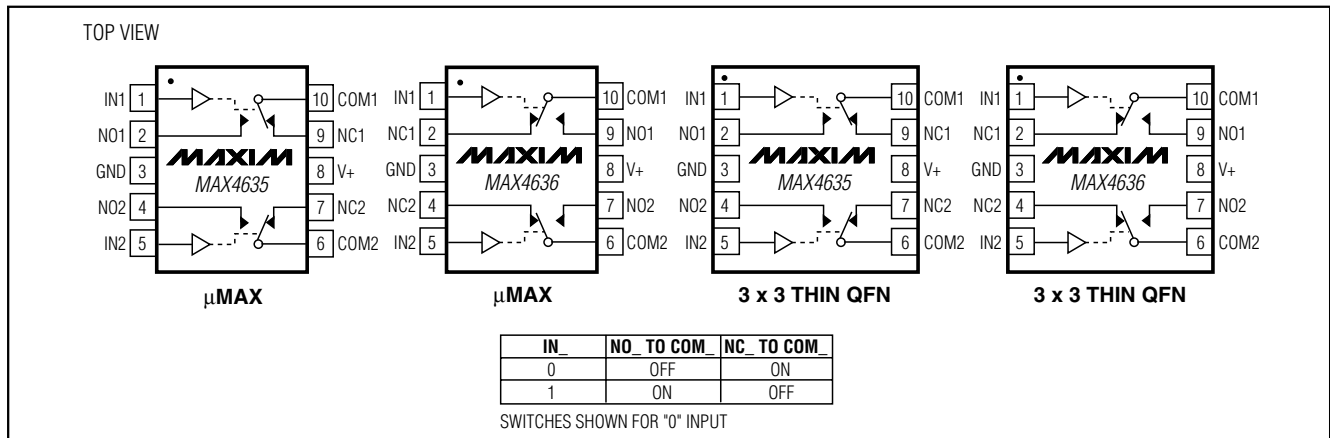 TOP VIEW
IN1 1 10 COM1
NO1 2 9 NC1
MAXIM
GND 3 8 V+
MAX4635
NO2 4 7 NC2
IN2 5 6 COM2
µMAX
IN1 1 10 COM1
NC1 2 9 NO1
MAXIM
GND 3 8 V+
MAX4636
NC2 4 7 NO2
IN2 5 6 COM2
µMAX
IN1 1 10 COM1
NO1 2 9 NC1
MAXIM
GND 3 8 V+
MAX4635
NO2 4 7 NC2
IN2 5 6 COM2
3 x 3 THIN QFN
IN1 1 10 COM1
NC1 2 9 NO1
MAXIM
GND 3 8 V+
MAX4636
NC2 4 7 NO2
IN2 5 6 COM2
3 x 3 THIN QFN
IN_ NO_ TO COM_ NC_ TO COM_
0 OFF ON
1 ON OFF
SWITCHES SHOWN FOR "0" INPUT